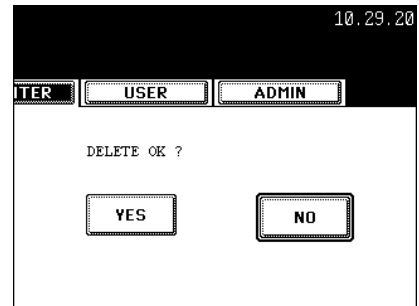 10.29.20
ITER USER ADMIN
DELETE OK ?
YES NO